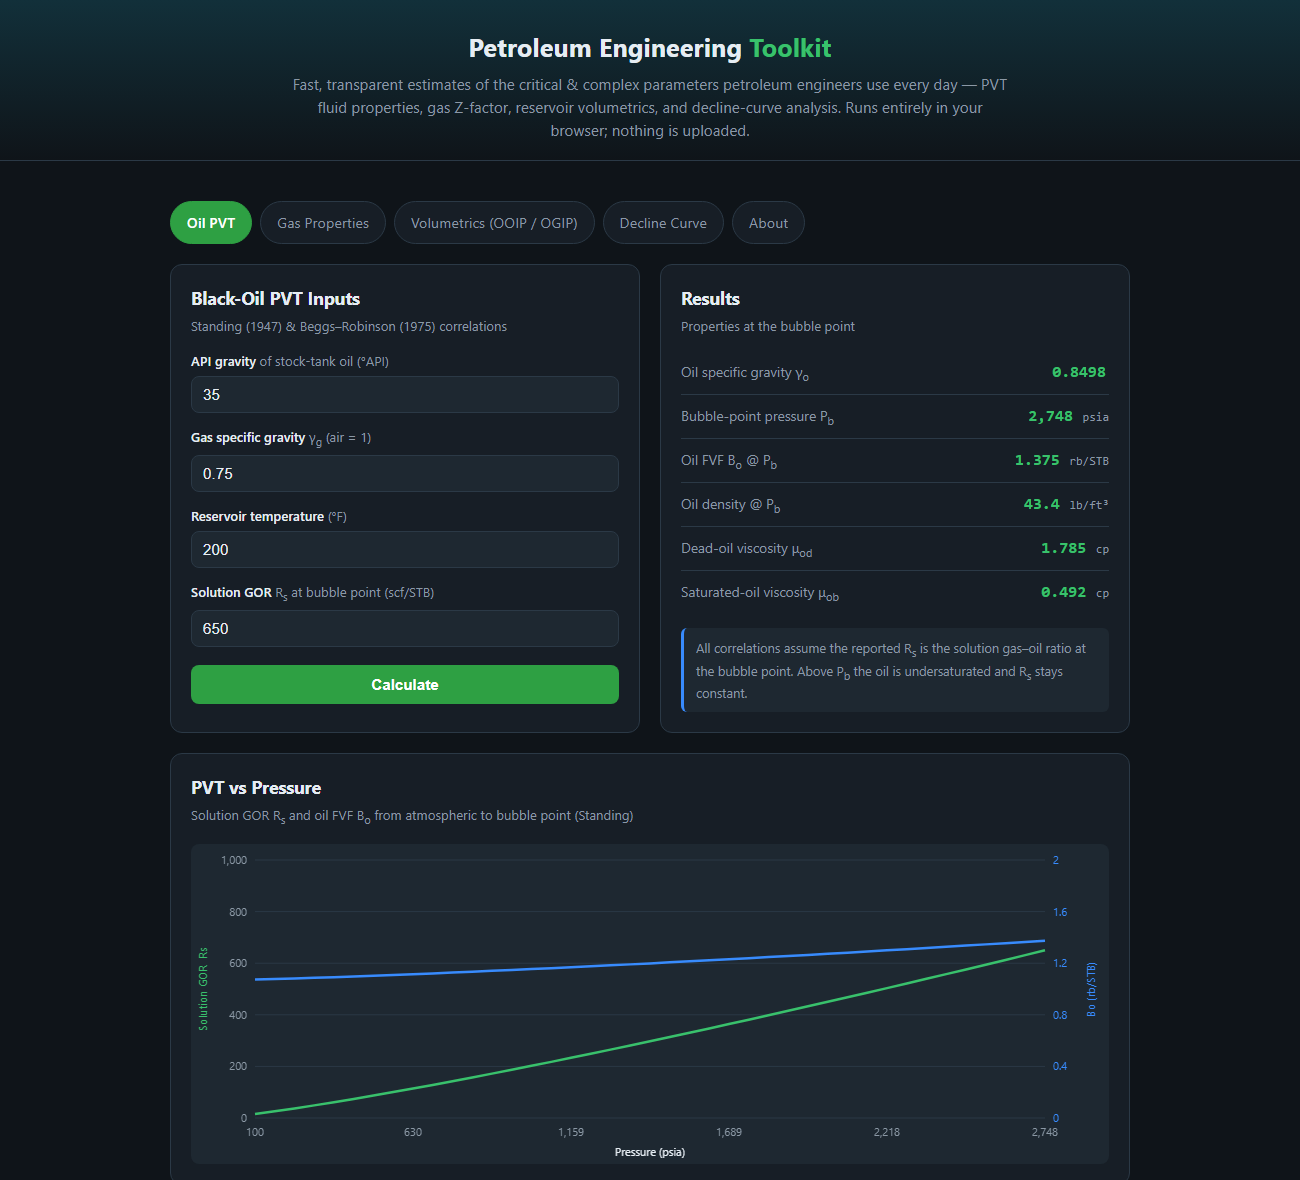 Petroleum Engineering Toolkit
Fast, transparent estimates of the critical & complex parameters petroleum engineers use every day — PVT
fluid properties, gas Z-factor, reservoir volumetrics, and decline-curve analysis. Runs entirely in your
browser; nothing is uploaded.
Oil PVT
Gas Properties
Volumetrics (OOIP / OGIP)
Decline Curve
About
Black-Oil PVT Inputs
Standing (1947) & Beggs–Robinson (1975) correlations
API gravity of stock-tank oil (°API)
35
Gas specific gravity γg (air = 1)
0.75
Reservoir temperature (°F)
200
Solution GOR Rs at bubble point (scf/STB)
650
Calculate
Results
Properties at the bubble point
Oil specific gravity γo 0.8498
Bubble-point pressure Pb 2,748 psia
Oil FVF Bo @ Pb 1.375 rb/STB
Oil density @ Pb 43.4 lb/ft³
Dead-oil viscosity μod 1.785 cp
Saturated-oil viscosity μob 0.492 cp
All correlations assume the reported Rs is the solution gas–oil ratio at
the bubble point. Above Pb the oil is undersaturated and Rs stays
constant.
PVT vs Pressure
Solution GOR Rs and oil FVF Bo from atmospheric to bubble point (Standing)
1,000
800
600
400
200
0
Solution GOR Rs
2
1.6
1.2
0.8
0.4
0
Bo (rb/STB)
100
630
1,159
1,689
2,218
2,748
Pressure (psia)